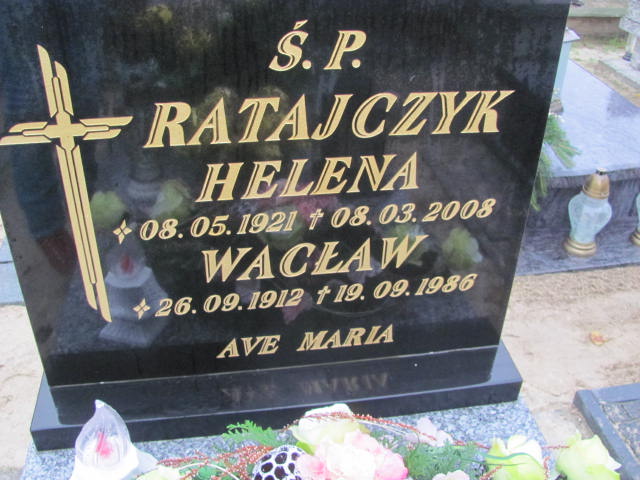 Ś. P.
RATAJCZYK
HELENA
08.05.1921 † 08.03.2008
WACŁAW
26.09.1912 † 19.09.1986
AVE MARIA